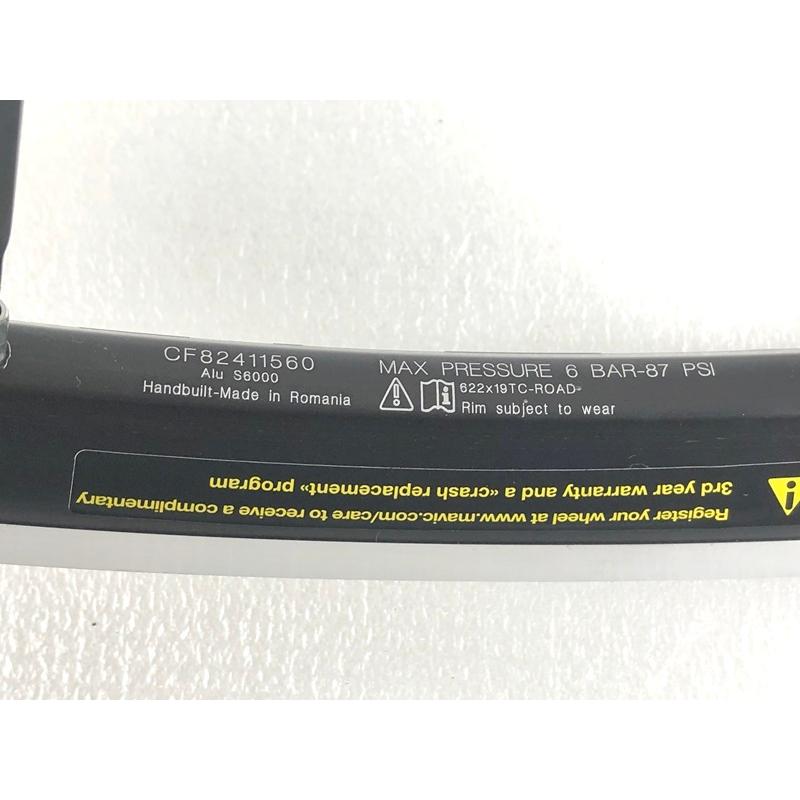 CF82411560
Alu S6000
Handbuilt-Made in Romania
MAX PRESSURE 6 BAR-87 PSI
622x19TC-ROAD
Rim subject to wear
Register your wheel at www.mavic.com/care to receive a complimentary
3rd year warranty and a «crash replacement» program